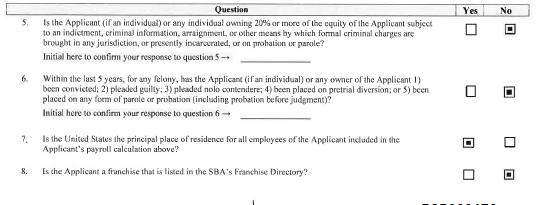 Question Yes No
5. Is the Applicant (if an individual) or any individual owning 20% or more of the equity of the Applicant subject
to an indictment, criminal information, arraignment, or other means by which formal criminal charges are
brought in any jurisdiction, or presently incarcerated, or on probation or parole?
Initial here to confirm your response to question 5 →
6. Within the last 5 years, for any felony, has the Applicant (if an individual) or any owner of the Applicant 1)
been convicted; 2) pleaded guilty; 3) pleaded nolo contendere; 4) been placed on pretrial diversion; or 5) been
placed on any form of parole or probation (including probation before judgment)?
Initial here to confirm your response to question 6 →
7. Is the United States the principal place of residence for all employees of the Applicant included in the
Applicant's payroll calculation above?
8. Is the Applicant a franchise that is listed in the SBA's Franchise Directory?
1